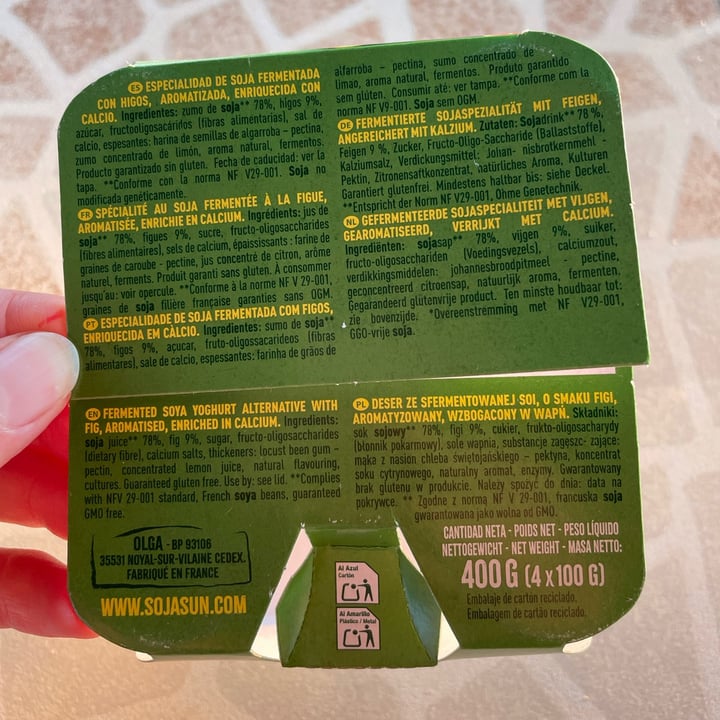 ES ESPECIALIDAD DE SOJA FERMENTADA
CON HIGOS, AROMATIZADA, ENRIQUECIDA CON
CALCIO. Ingredientes: zumo de soja** 78%, higos 9%,
azúcar, fructooligosacáridos (fibras alimentarias), sal de
calcio, espesantes: harina de semillas de algarroba - pectina,
zumo concentrado de limón, aroma natural, fermentos.
Producto garantizado sin gluten. Fecha de caducidad: ver la
tapa. **Conforme con la norma NF V29-001. Soja no
modificada genéticamente.
FR SPÉCIALITÉ AU SOJA FERMENTÉE À LA FIGUE,
AROMATISÉE, ENRICHIE EN CALCIUM. Ingrédients: jus de
soja** 78%, figues 9%, sucre, fructo-oligosaccharides
(fibres alimentaires), sels de calcium, épaississants : farine de
graines de caroube - pectine, jus concentré de citron, arôme
naturel, ferments. Produit garanti sans gluten. À consommer
jusqu'au: voir opercule. **Conforme à la norme NF V 29-001,
graines de soja filière française garanties sans OGM.
PT ESPECIALIDADE DE SOJA FERMENTADA COM FIGOS,
ENRIQUECIDA EM CÀLCIO. Ingredientes: sumo de soja**
78%, figos 9%, açucar, fruto-oligossacarideos (fibras
alimentares), sale de calcio, espesantes: farinha de grãos de
alfarroba - pectina, sumo concentrado de
limao, aroma natural, fermentos. Produto garantido
sem glúten. Consumir até: ver tampa. **Conforme com la
norma NF V9-001. Soja sem OGM.
DE FERMENTIERTE SOJASPEZIALITÄT MIT FEIGEN,
ANGEREICHERT MIT KALZIUM. Zutaten: Sojadrink** 78 %,
Feigen 9 %, Zucker, Fructo-Oligo-Saccharide (Ballaststoffe),
Kalziumsalz, Verdickungsmittel: Johan- nisbrotkernmehl -
Pektin, Zitronensaftkonzentrat, natürliches Aroma, Kulturen
Garantiert glutenfrei. Mindestens haltbar bis: siehe Deckel.
**Entspricht der Norm NF V29-001, Ohne Genetechnik.
NL GEFERMENTEERDE SOJASPECIALITEIT MET VIJGEN,
GEAROMATISEERD, VERRIJKT MET CALCIUM.
Ingrediënten: sojasap** 78%, vijgen 9%, suiker,
fructo-oligosacchariden (Voedingsvezels), calciumzout,
verdikkingsmiddelen: johannesbroodpitmeel - pectine,
geconcentreerd citroensap, natuurlijk aroma, fermenten,
Gegarandeerd glutenvrije product. Ten minste houdbaar tot:
zie bovenzijde. *Overeenstremming met NF V29-001,
GGO-vrije soja.
EN FERMENTED SOYA YOGHURT ALTERNATIVE WITH
FIG, AROMATISED, ENRICHED IN CALCIUM. Ingredients:
soja juice** 78%, fig 9%, sugar, fructo-oligosaccharides
(dietary fibre), calcium salts, thickeners: locust been gum -
pectin, concentrated lemon juice, natural flavouring,
cultures. Guaranteed gluten free. Use by: see lid. **Complies
with NFV 29-001 standard, French soya beans, guaranteed
GMO free.
PL DESER ZE SFERMENTOWANEJ SOI, O SMAKU FIGI,
AROMATYZOWANY, WZBOGACONY W WAPŃ. Składniki:
sok sojowy** 78%, figi 9%, cukier, frukto-oligosacharydy
(błonnik pokarmowy), sole wapnia, substancje zagęszc- zające:
mąka z nasion chleba świętojańskiego - pektyna, koncentrat
soku cytrynowego, naturalny aromat, enzymy. Gwarantowany
brak glutenu w produkcie. Należy spożyć do dnia: data na
pokrywce. ** Zgodne z normą NF V 29-001, francuska soja
gwarantowana jako wolna od GMO.
OLGA - BP 93106
35531 NOYAL-SUR-VILAINE CEDEX.
FABRIQUÉ EN FRANCE
WWW.SOJASUN.COM
Al Azul
Cartón
Al Amarillo
Plástico / Metal
CANTIDAD NETA - POIDS NET - PESO LÍQUIDO
NETTOGEWICHT - NET WEIGHT - MASA NETTO:
400 G (4 x 100 G)
Embalaje de cartón reciclado.
Embalagem de cartão reciclado.